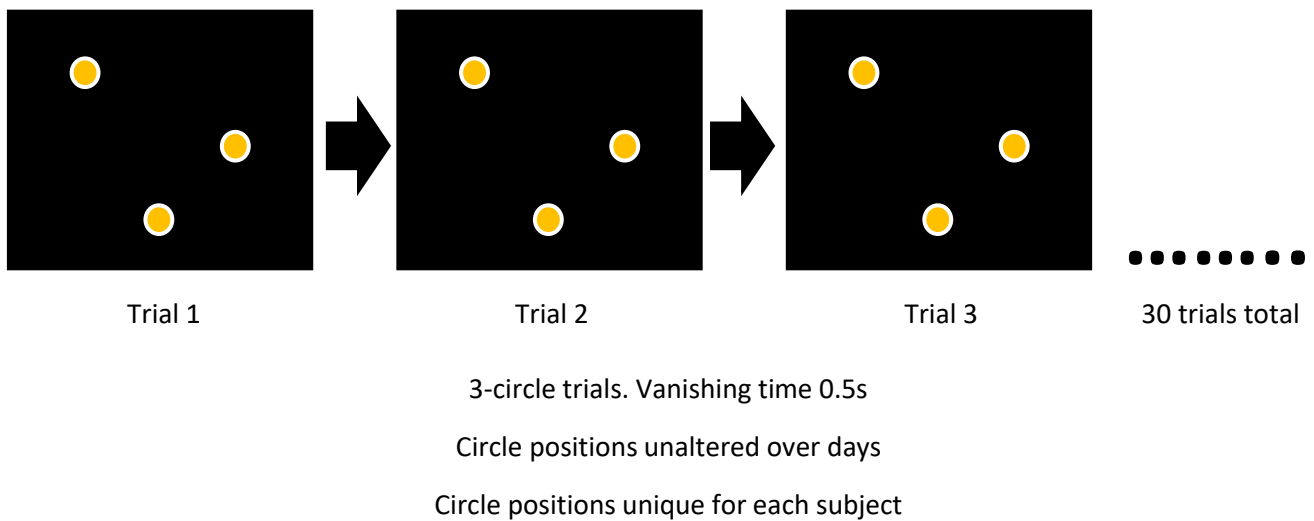 Trial 1
Trial 2
Trial 3
30 trials total
3-circle trials. Vanishing time 0.5s
Circle positions unaltered over days
Circle positions unique for each subject